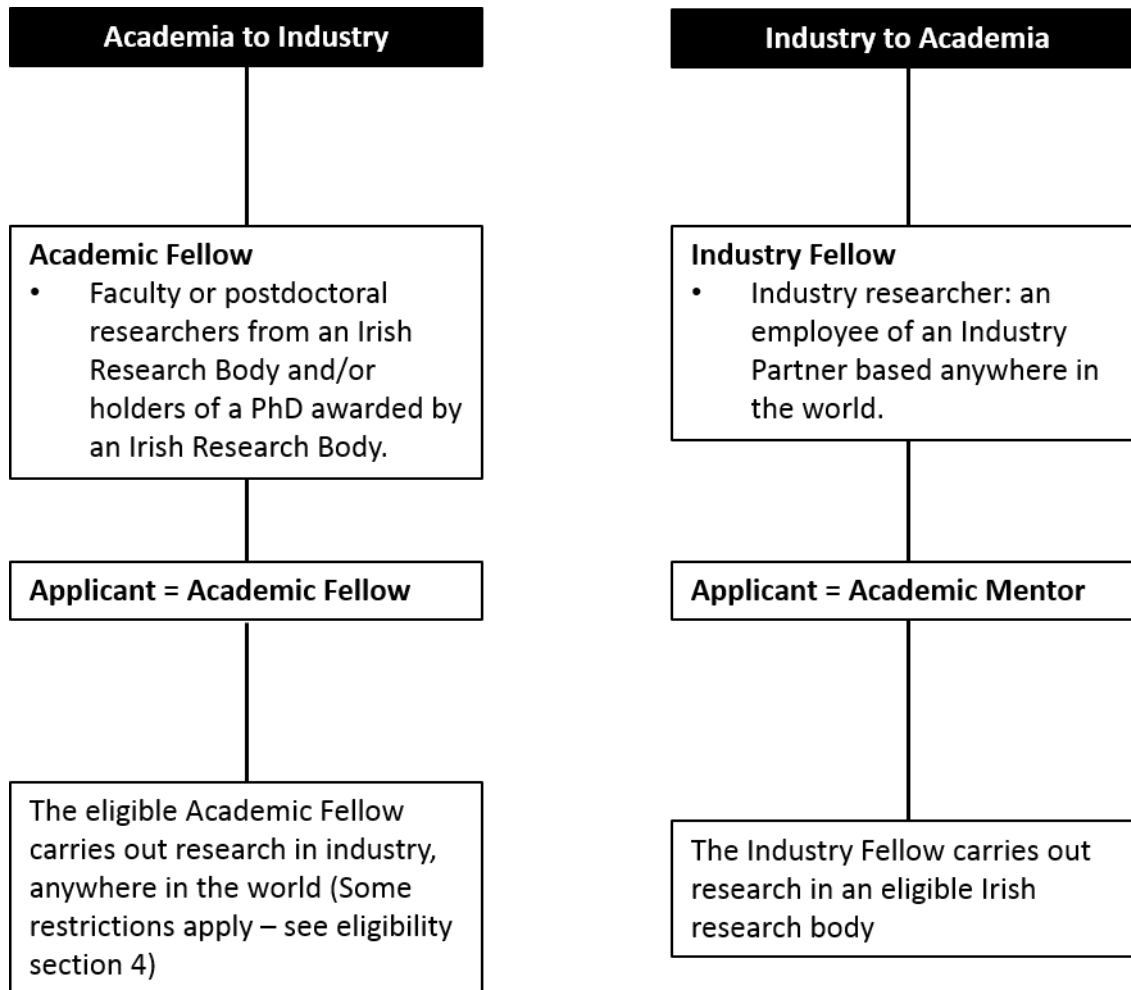 Academia to Industry
Academic Fellow
• Faculty or postdoctoral
researchers from an Irish
Research Body and/or
holders of a PhD awarded by
an Irish Research Body.
Applicant = Academic Fellow
The eligible Academic Fellow
carries out research in industry,
anywhere in the world (Some
restrictions apply – see eligibility
section 4)
Industry to Academia
Industry Fellow
• Industry researcher: an
employee of an Industry
Partner based anywhere in
the world.
Applicant = Academic Mentor
The Industry Fellow carries out
research in an eligible Irish
research body